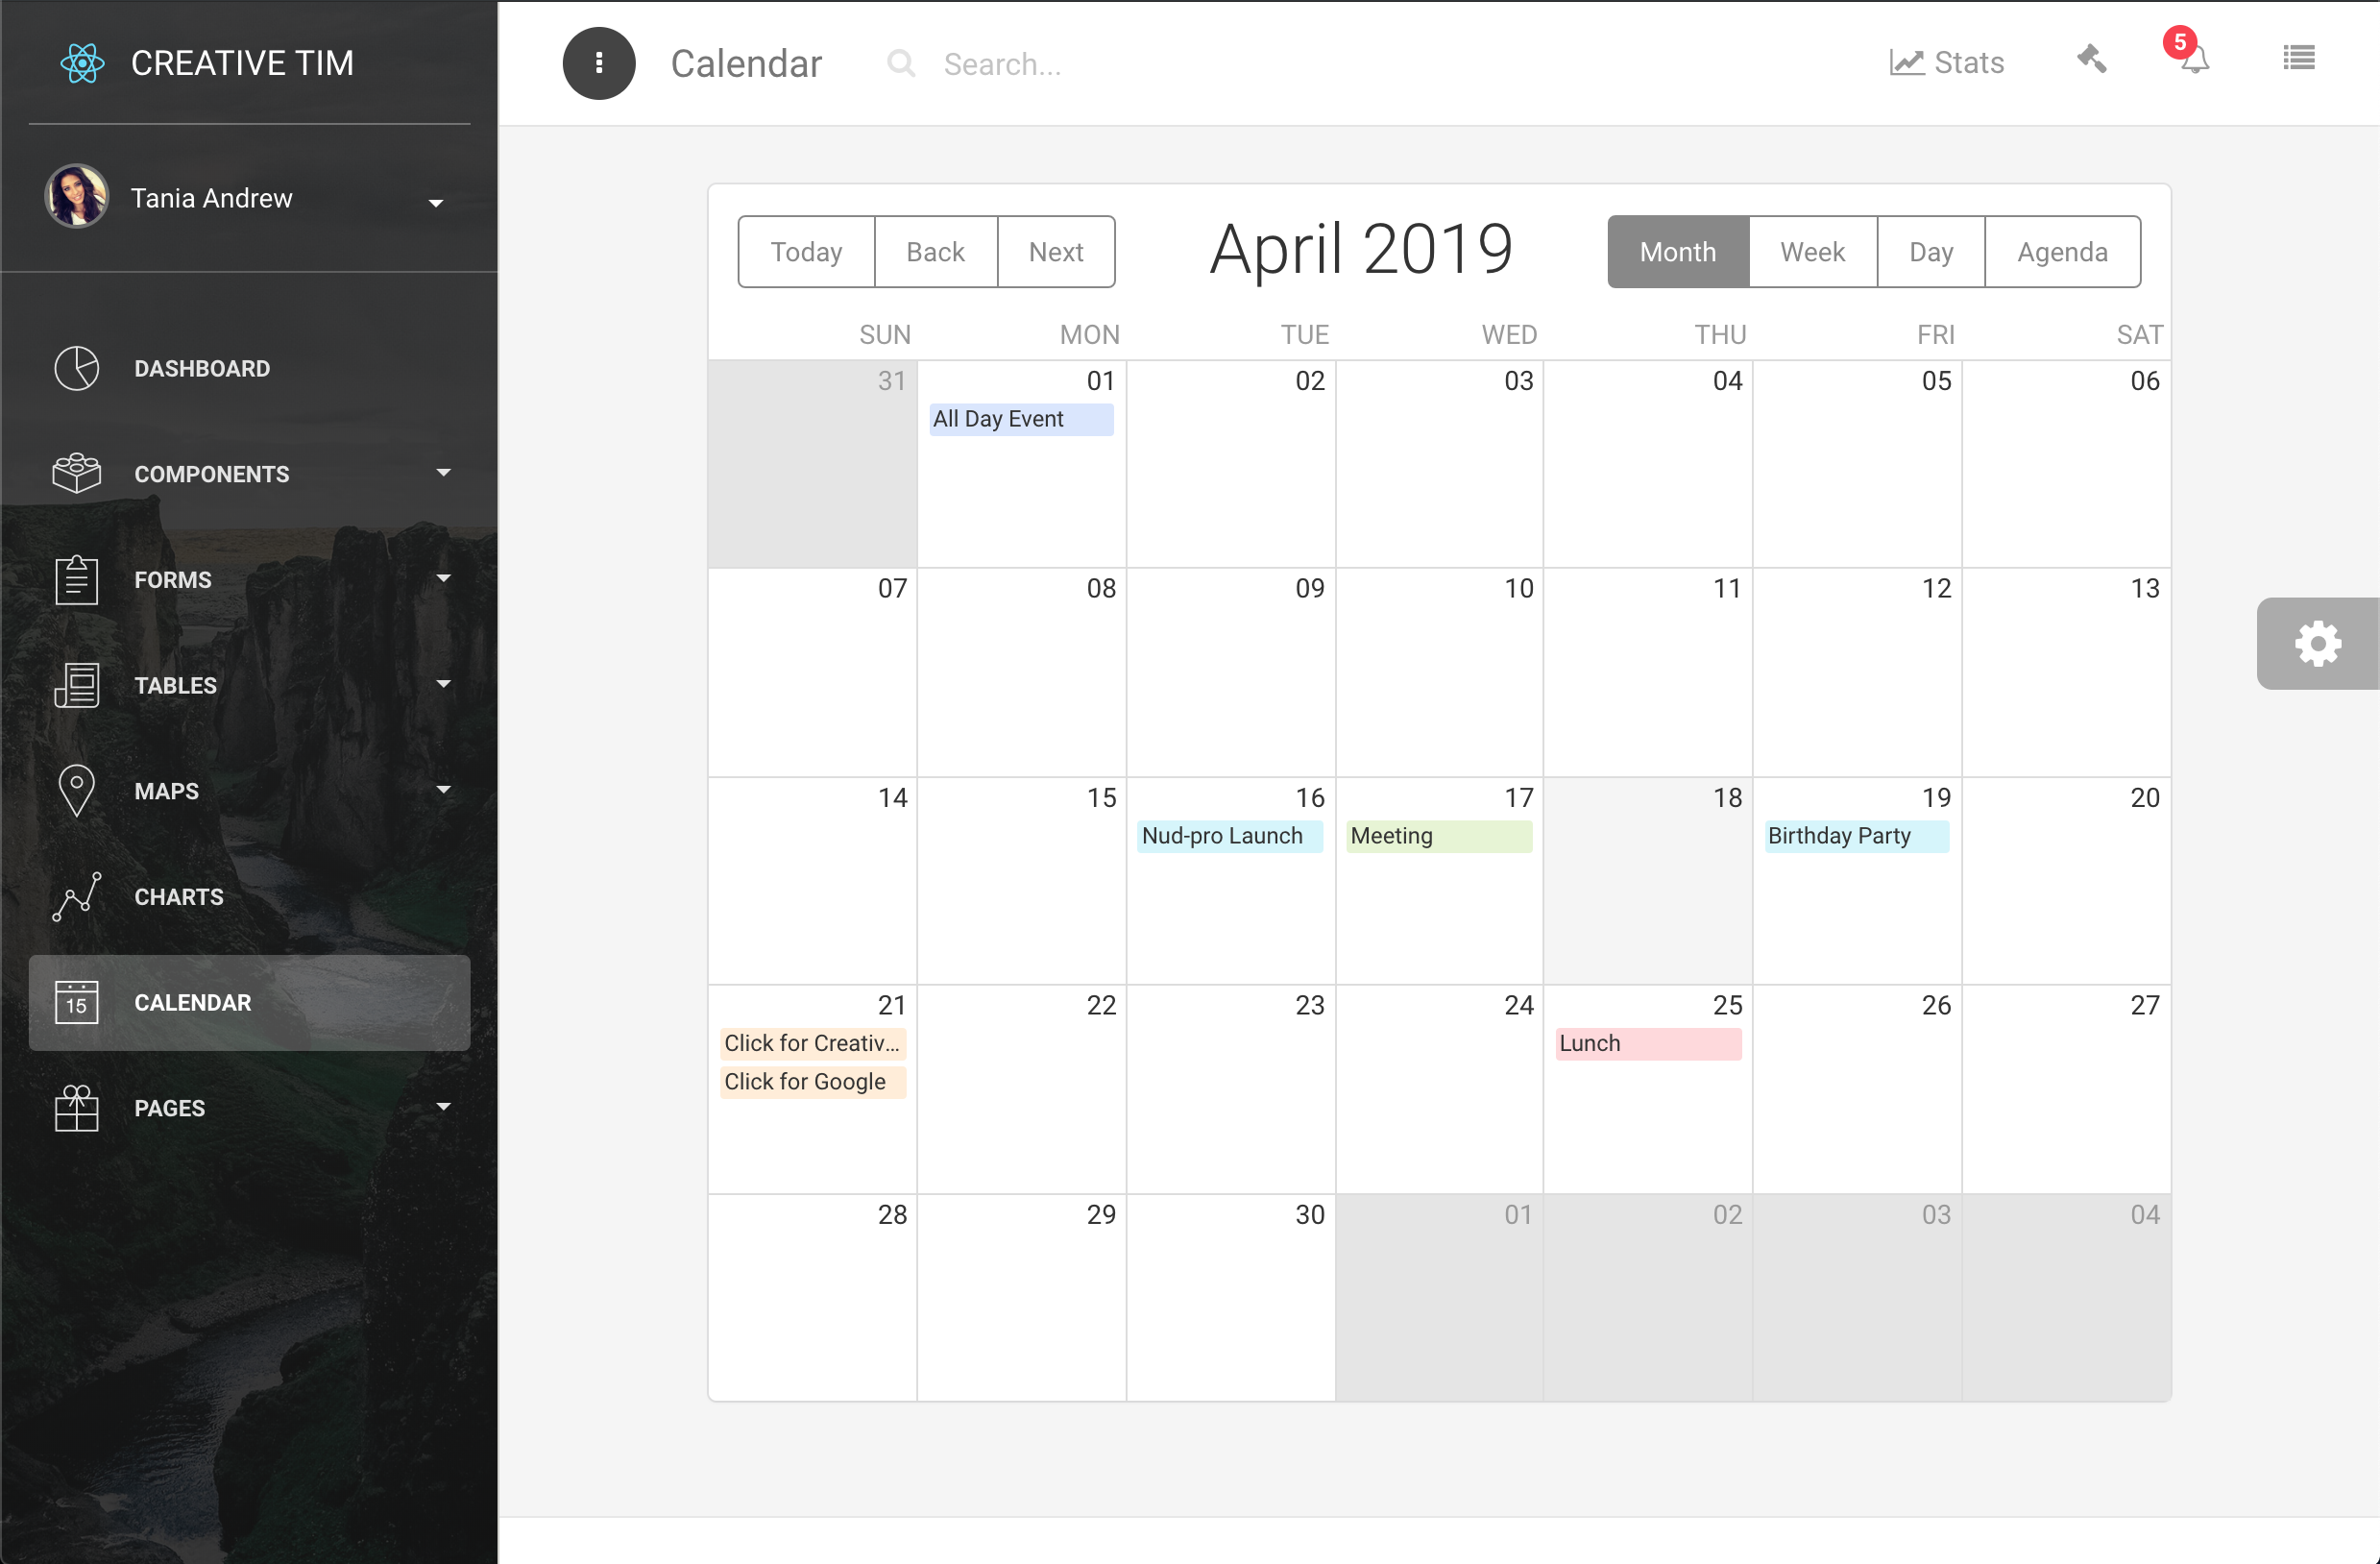 CREATIVE TIM
Tania Andrew
DASHBOARD
COMPONENTS
FORMS
TABLES
MAPS
CHARTS
15 CALENDAR
PAGES
Calendar Search... Stats 5
Today Back Next April 2019 Month Week Day Agenda
SUN MON TUE WED THU FRI SAT
31 01 02 03 04 05 06
All Day Event
07 08 09 10 11 12 13
14 15 16 17 18 19 20
Nud-pro Launch Meeting Birthday Party
21 22 23 24 25 26 27
Click for Creativ... Lunch
Click for Google
28 29 30 01 02 03 04